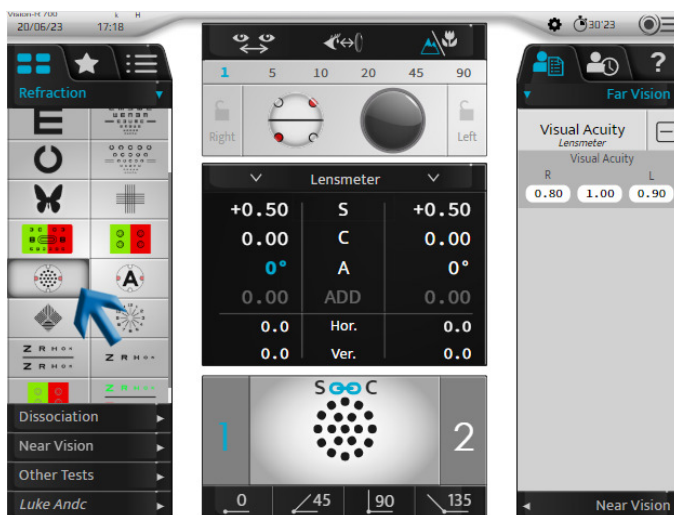 Vision-R 700
20/06/23 17:18 30'23
?
Refraction
Far Vision
1 5 10 20 45 90
Right
Left
Visual Acuity
Lensmeter
Visual Acuity
R L
0.80 1.00 0.90
Lensmeter
+0.50 S +0.50
0.00 C 0.00
0° A 0°
0.00 ADD 0.00
0.0 Hor. 0.0
0.0 Ver. 0.0
E
A
Z R H
Z R H
Z R H
S C
1 2
0 45 90 135
Dissociation
Near Vision
Other Tests
Luke Andc
Near Vision